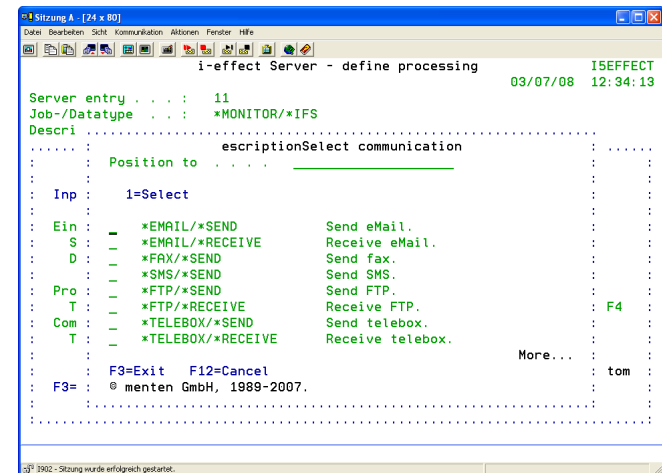 Sitzung A - [24 x 80]
Datei Bearbeiten Sicht Kommunikation Aktionen Fenster Hilfe
i-effect Server - define processing I5EFFECT
03/07/08 12:34:13
Server entry . . . : 11
Job-/Datatype . . : *MONITOR/*IFS
Descri ..................................................................
...... : escriptionSelect communication : ......
: : Position to . . . . : :
: : : :
: Inp : 1=Select : :
: : : :
: Ein : _ *EMAIL/*SEND Send eMail. : :
: S : _ *EMAIL/*RECEIVE Receive eMail. : :
: D : _ *FAX/*SEND Send fax. : :
: : _ *SMS/*SEND Send SMS. : :
: Pro : _ *FTP/*SEND Send FTP. : :
: T : _ *FTP/*RECEIVE Receive FTP. : F4 :
: Com : _ *TELEBOX/*SEND Send telebox. : :
: T : _ *TELEBOX/*RECEIVE Receive telebox. : :
: : More... : :
: : F3=Exit F12=Cancel : tom :
: F3= : © menten GmbH, 1989-2007. : :
: :..................................................................: :
:...................................................................................:
I902 - Sitzung wurde erfolgreich gestartet.